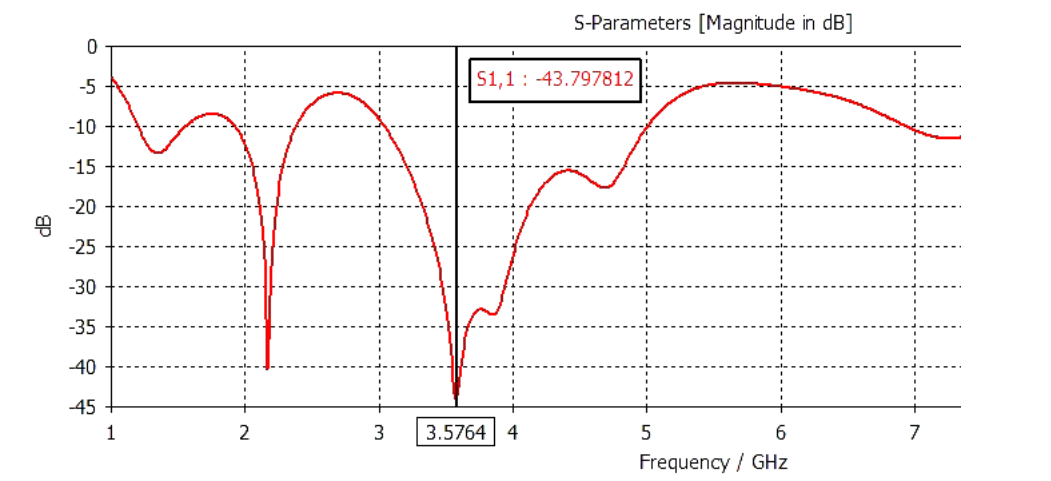 S-Parameters [Magnitude in dB]
0
S1,1 : -43.797812
-5
-10
-15
-20
-25
-30
-35
-40
-45
dB
1 2 3 3.5764 4 5 6 7
Frequency / GHz